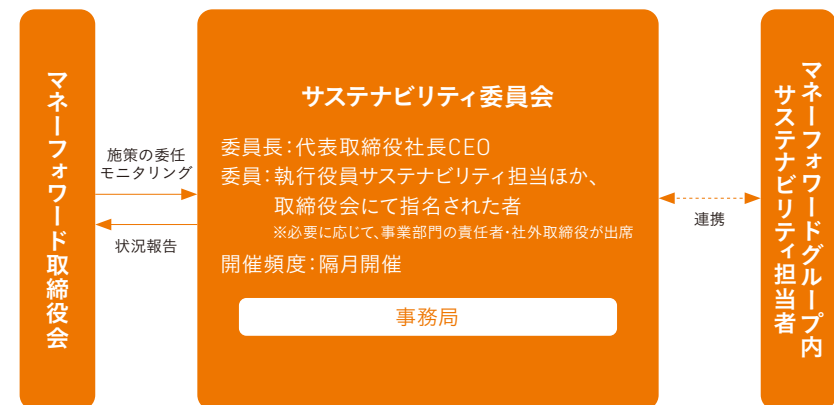 マネーフォワード取締役会
施策の委任
モニタリング
状況報告
サステナビリティ委員会
委員長：代表取締役社長CEO
委員：執行役員サステナビリティ担当ほか、
取締役会にて指名された者
※必要に応じて、事業部門の責任者・社外取締役が出席
開催頻度：隔月開催
事務局
連携
マネーフォワードグループ内
サステナビリティ担当者